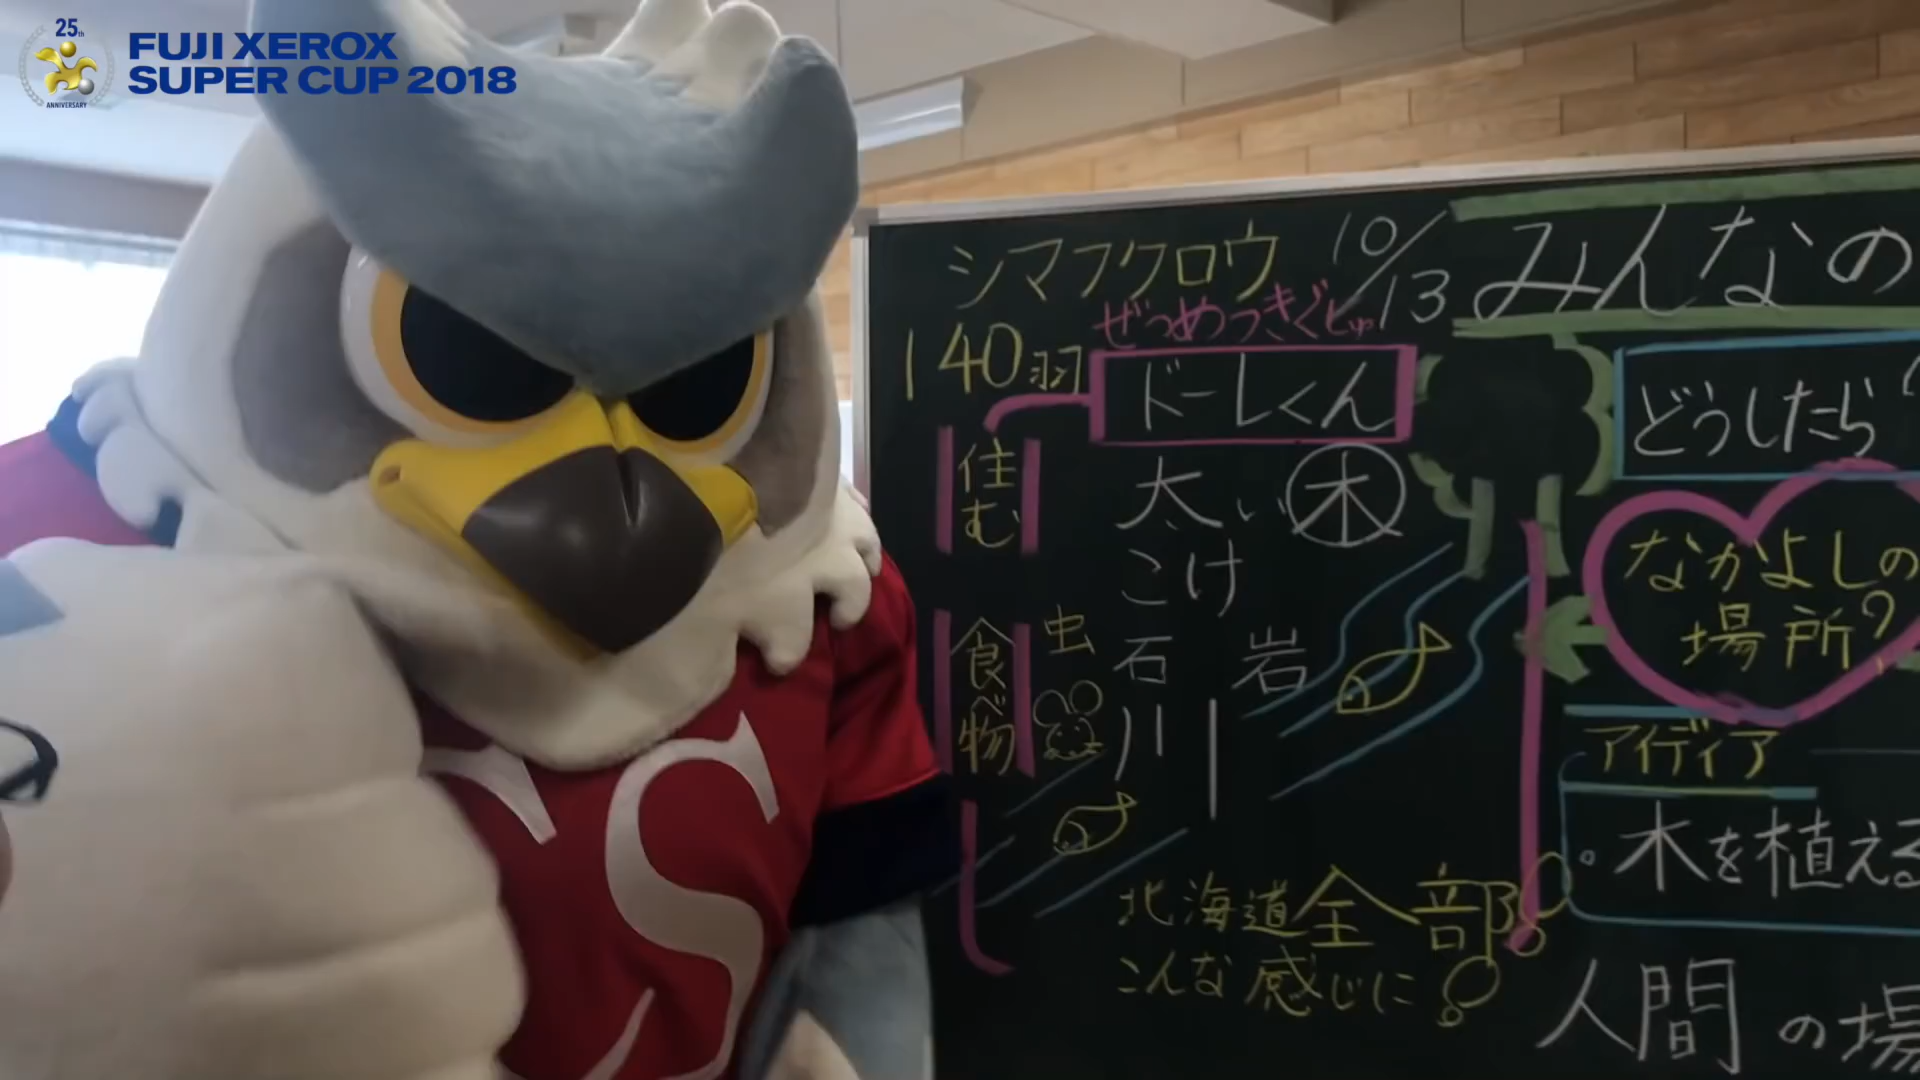 25th
ANNIVERSARY
FUJI XEROX
SUPER CUP 2018
シマフクロウ
10/13
ぜつめつきぐしゅ
140羽
ドーレくん
住む
太い木
こけ
石 岩
川
食べ物
虫
北海道全部
こんな感じに!
みんなの
どうしたら
なかよしの
場所?
アイディア
・木を植える
人間の場
CS